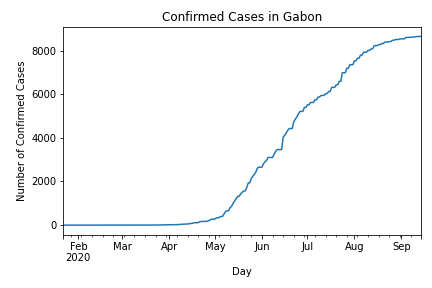 Confirmed Cases in Gabon
Number of Confirmed Cases
8000
6000
4000
2000
0
Feb Mar Apr May Jun Jul Aug Sep
2020
Day